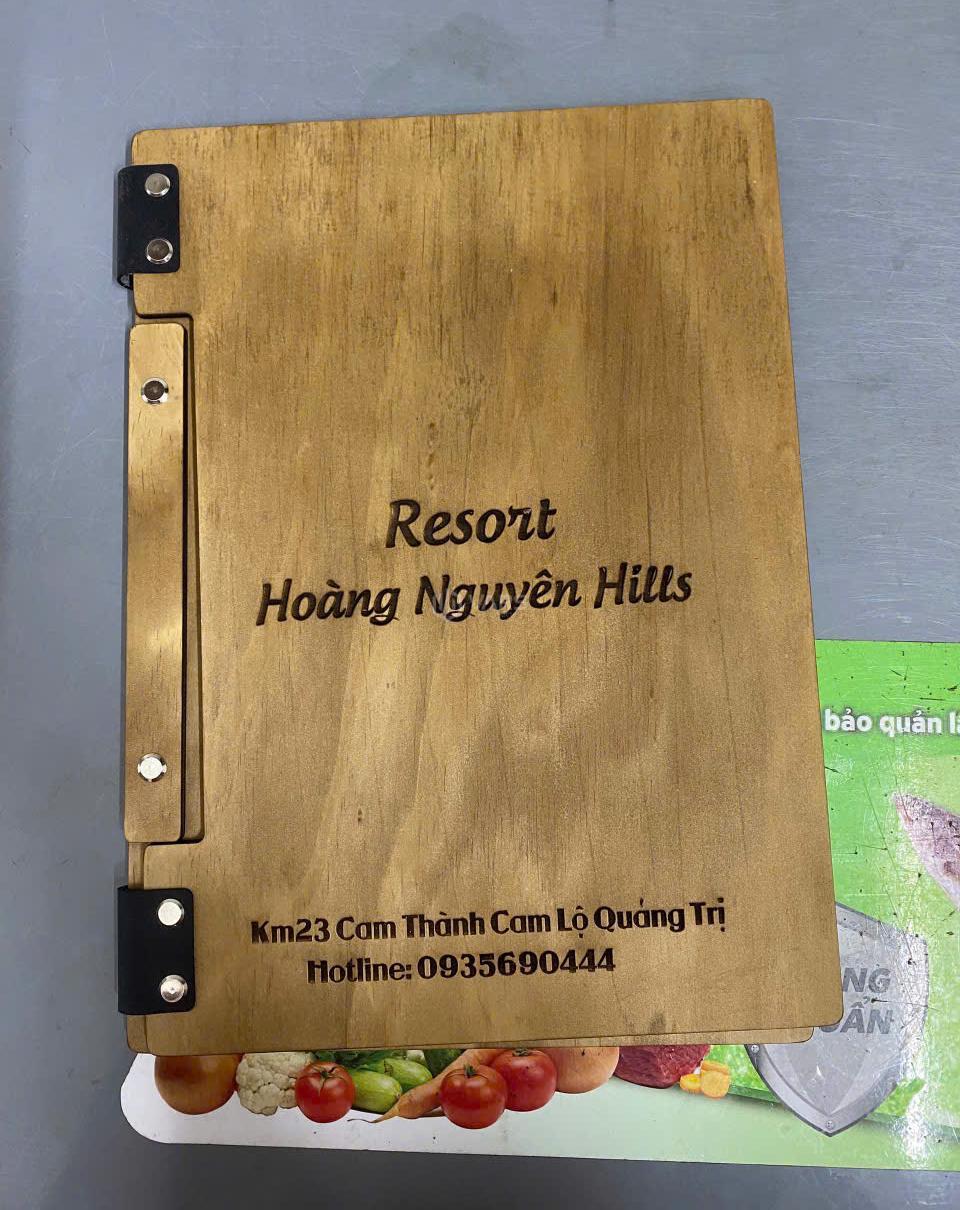 Resort
Hoàng Nguyên Hills
Km23 Cam Thành Cam Lộ Quảng Trị
Hotline: 0935690444
bảo quản